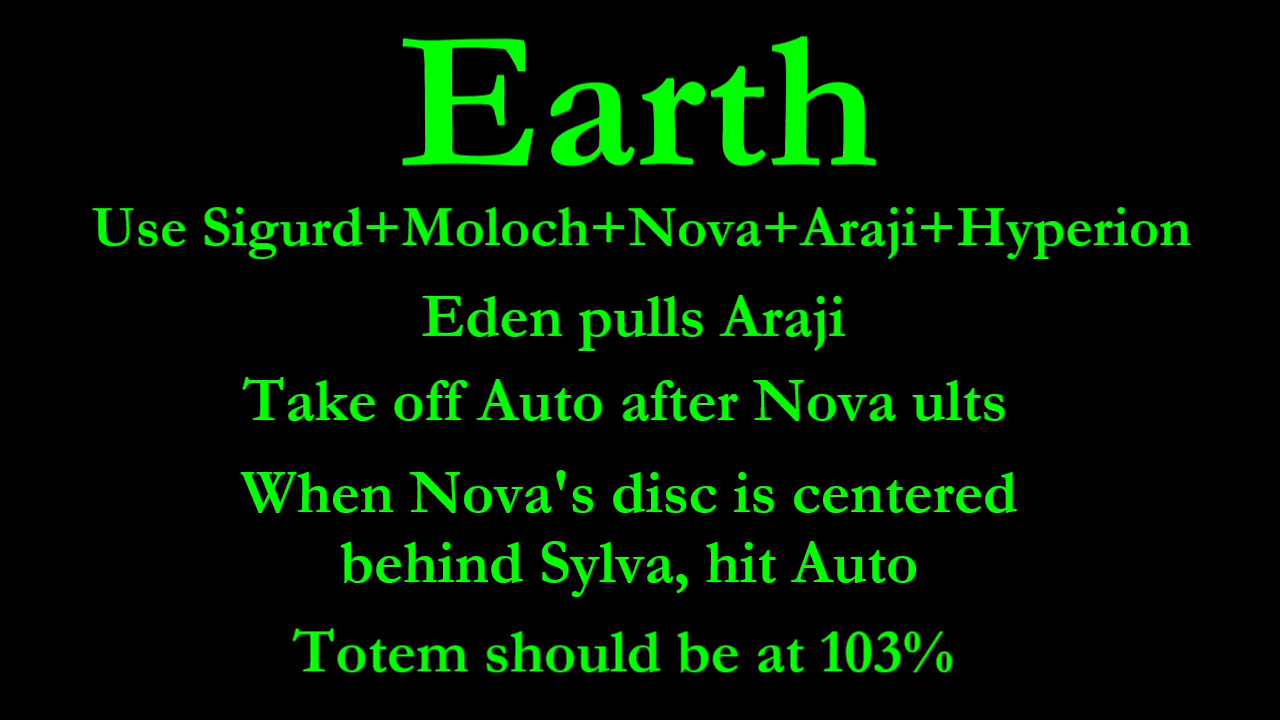 Earth
Use Sigurd+Moloch+Nova+Araji+Hyperion
Eden pulls Araji
Take off Auto after Nova ults
When Nova's disc is centered
behind Sylva, hit Auto
Totem should be at 103%